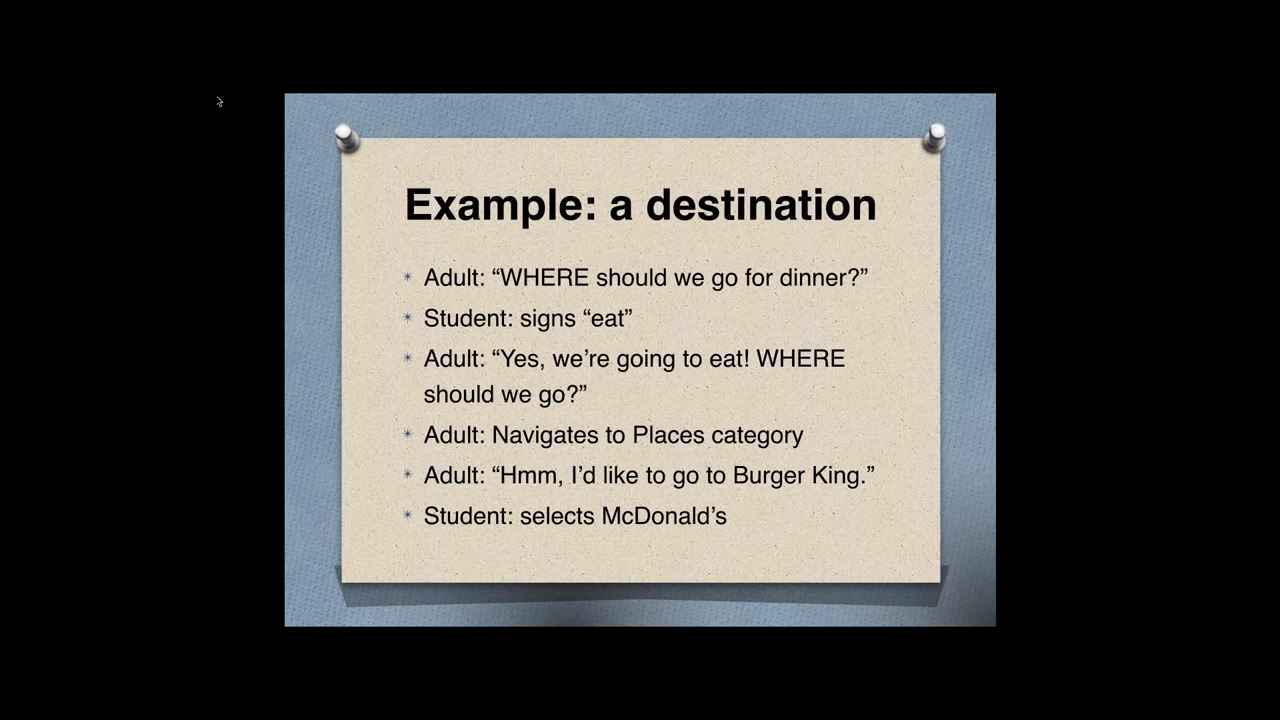 Example: a destination
Adult: “WHERE should we go for dinner?”
Student: signs “eat”
Adult: “Yes, we’re going to eat! WHERE
should we go?”
Adult: Navigates to Places category
Adult: “Hmm, I’d like to go to Burger King.”
Student: selects McDonald’s